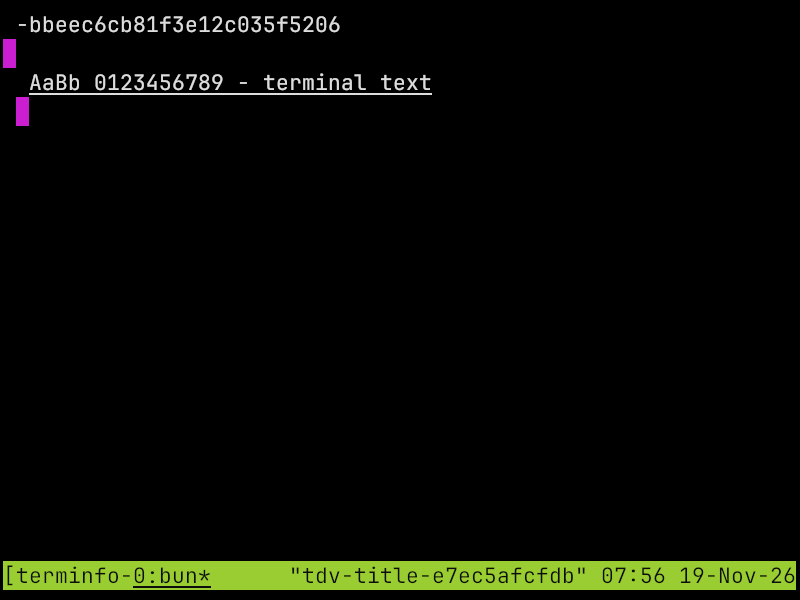 -bbeec6cb81f3e12c035f5206
AaBb 0123456789 - terminal text
[terminfo-0:bun*      "tdv-title-e7ec5afcfdb" 07:56 19-Nov-26